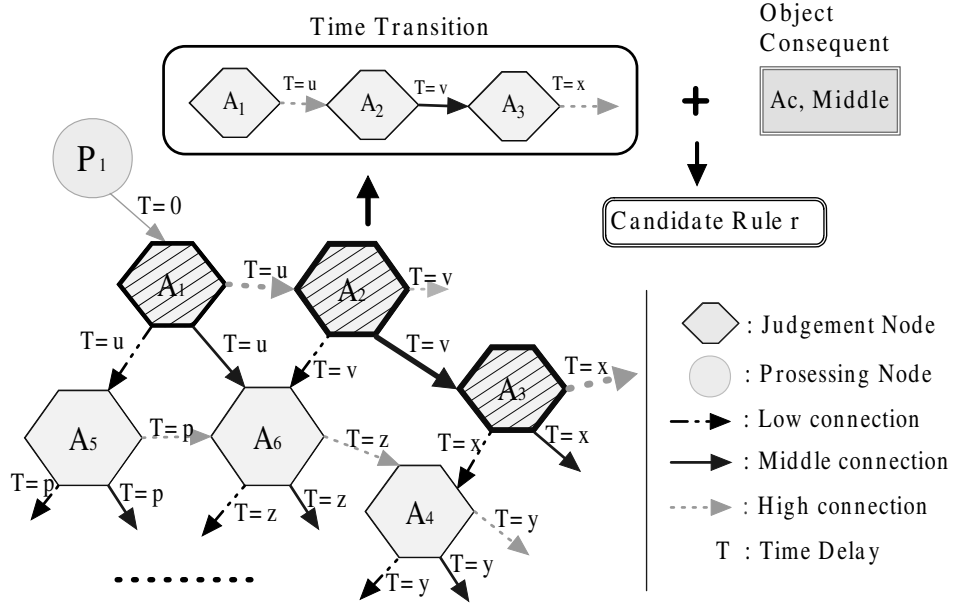 Time Transition
Object
Consequent
A1
T=u
A2
T=v
A3
T=x
+
Ac, Middle
Candidate Rule r
P1
T=0
A1
T=u
A2
T=v
T=u
T=u
T=v
T=v
A3
T=x
A5
T=p
A6
T=z
T=x
T=x
T=p
T=p
T=z
T=z
A4
T=y
T=y
T=y
: Judgement Node
: Prosessing Node
: Low connection
: Middle connection
: High connection
T : Time Delay